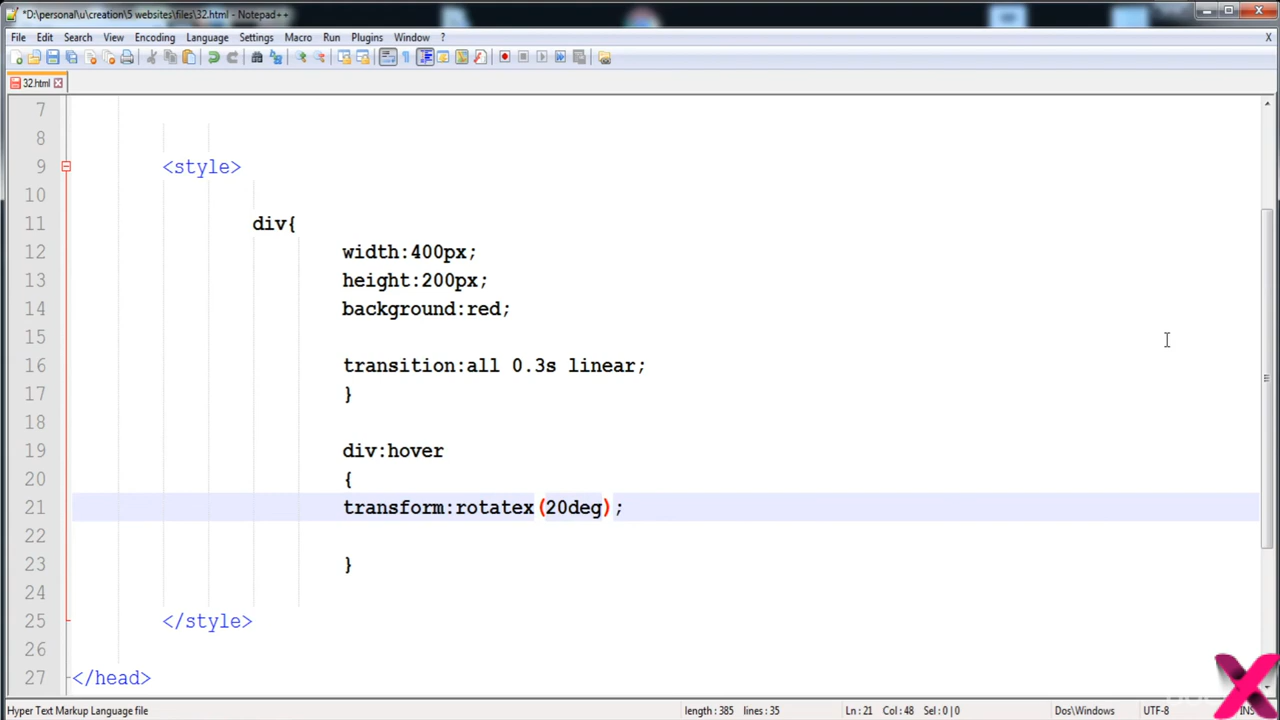 *D:\personal\u\creation\5 websites\files\32.html - Notepad++
File Edit Search View Encoding Language Settings Macro Run Plugins Window ? X
32.html
7
8
9 <style>
10
11 div{
12 width:400px;
13 height:200px;
14 background:red;
15
16 transition:all 0.3s linear;
17 }
18
19 div:hover
20 {
21 transform:rotatex(20deg);
22
23 }
24
25 </style>
26
27 </head>
Hyper Text Markup Language file length:385 lines:35 Ln:21 Col:48 Sel:0|0 Dos\Windows UTF-8 INS